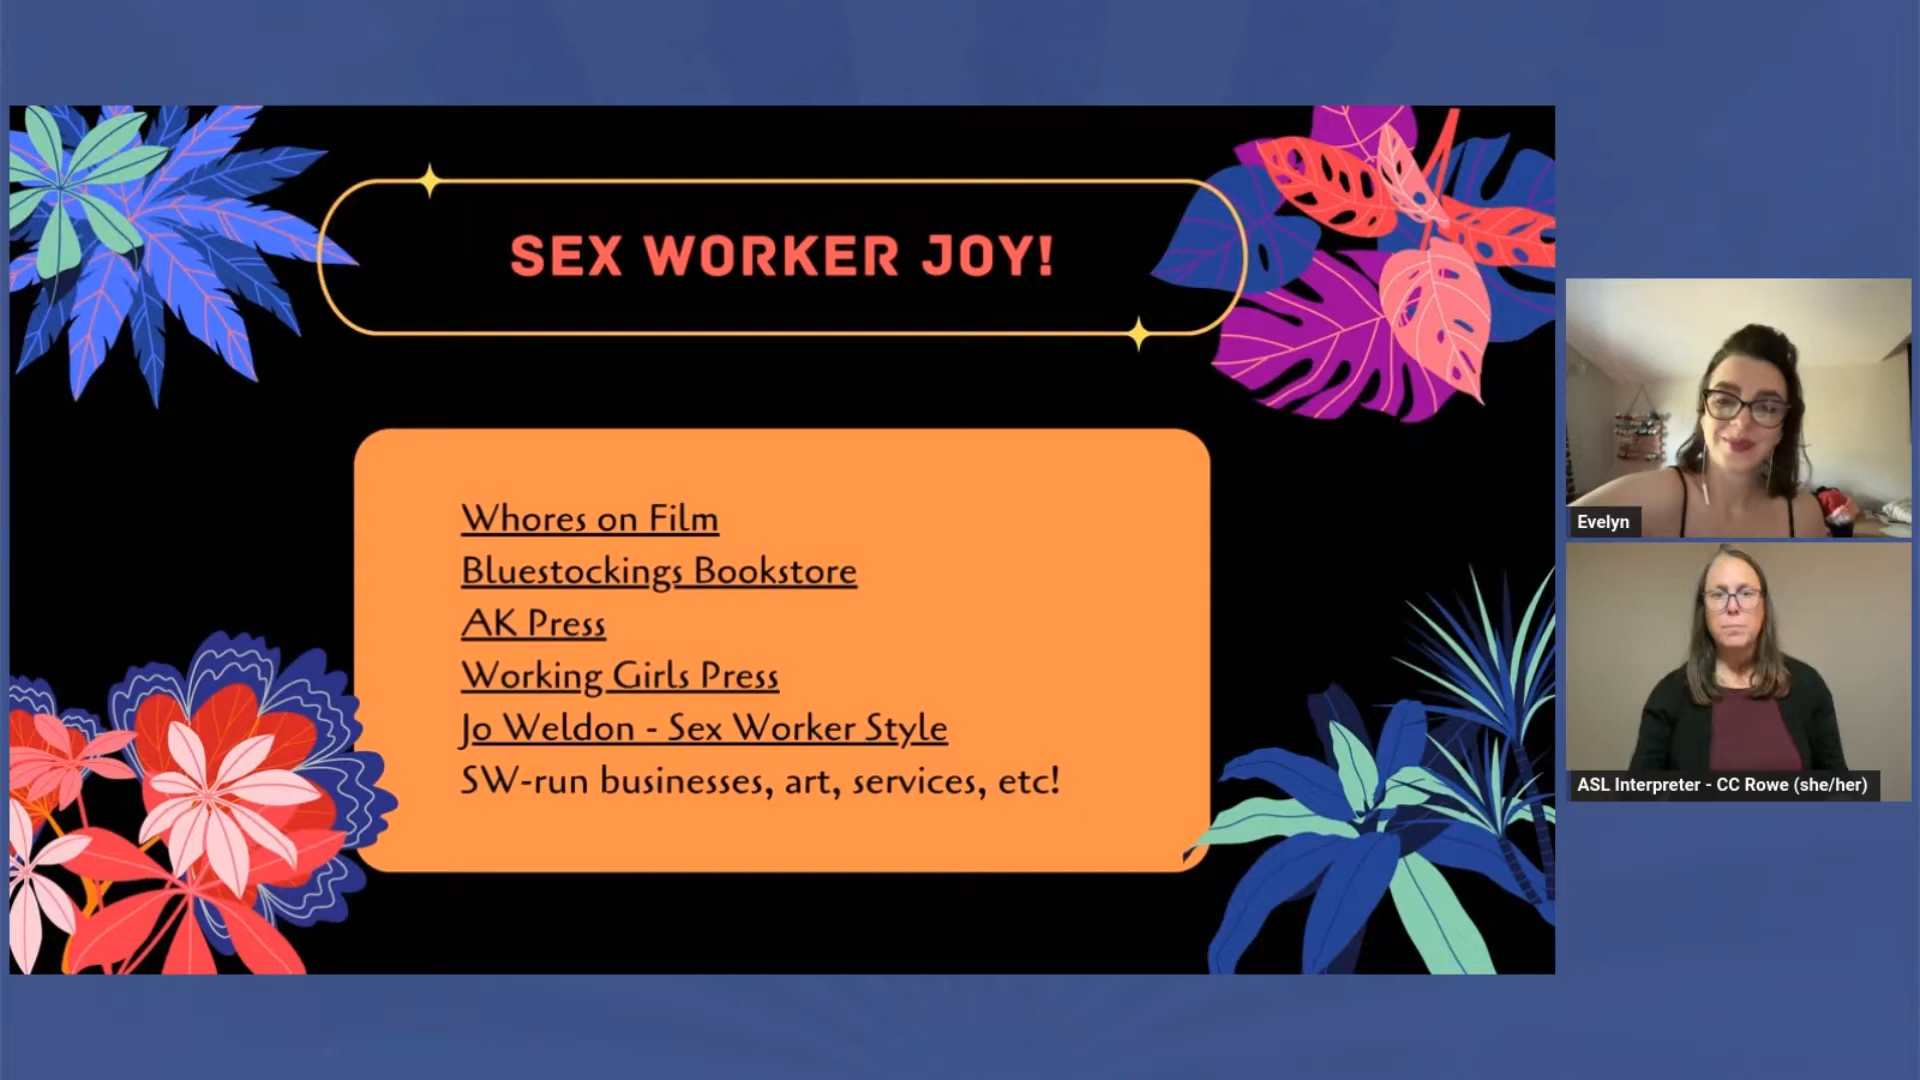 SEX WORKER JOY!
Whores on Film
Bluestockings Bookstore
AK Press
Working Girls Press
Jo Weldon - Sex Worker Style
SW-run businesses, art, services, etc!
Evelyn
ASL Interpreter - CC Rowe (she/her)